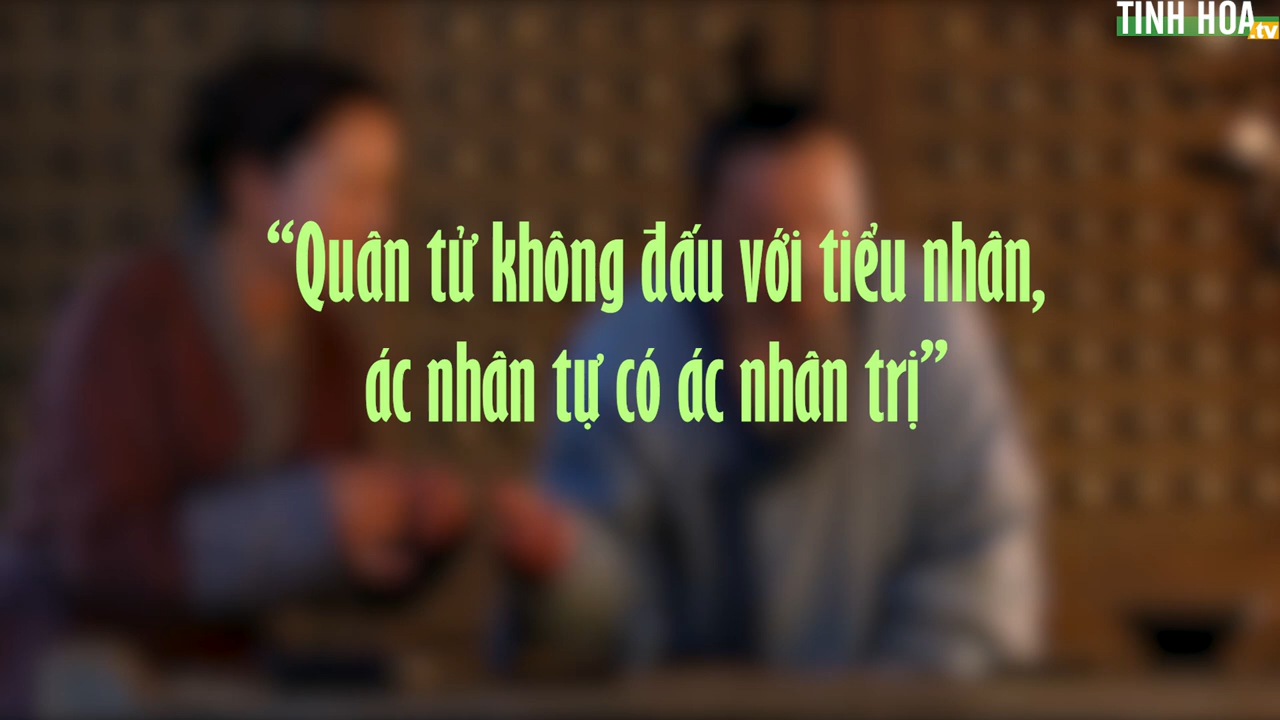 TINH HOA
.tv
“Quân tử không đấu với tiểu nhân,
ác nhân tự có ác nhân trị”